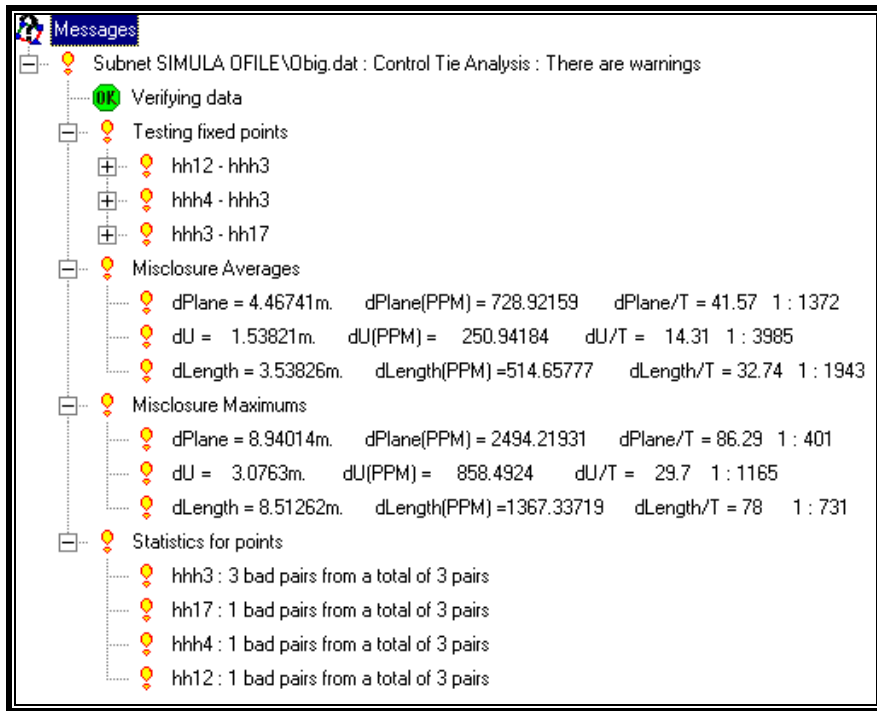 Messages
Subnet SIMULA OFILE\Obig.dat : Control Tie Analysis : There are warnings
OK Verifying data
Testing fixed points
hh12 - hhh3
hhh4 - hhh3
hhh3 - hh17
Misclosure Averages
dPlane = 4.46741m. dPlane(PPM) = 728.92159 dPlane/T = 41.57 1 : 1372
dU = 1.53821m. dU(PPM) = 250.94184 dU/T = 14.31 1 : 3985
dLength = 3.53826m. dLength(PPM) =514.65777 dLength/T = 32.74 1 : 1943
Misclosure Maximums
dPlane = 8.94014m. dPlane(PPM) = 2494.21931 dPlane/T = 86.29 1 : 401
dU = 3.0763m. dU(PPM) = 858.4924 dU/T = 29.7 1 : 1165
dLength = 8.51262m. dLength(PPM) =1367.33719 dLength/T = 78 1 : 731
Statistics for points
hhh3 : 3 bad pairs from a total of 3 pairs
hh17 : 1 bad pairs from a total of 3 pairs
hhh4 : 1 bad pairs from a total of 3 pairs
hh12 : 1 bad pairs from a total of 3 pairs